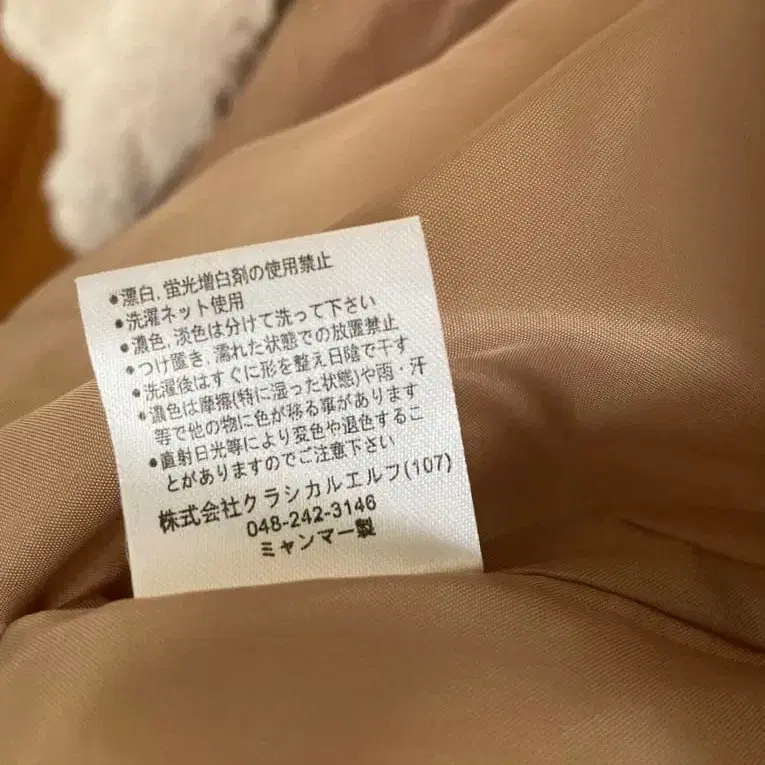 ●漂白,蛍光増白剤の使用禁止
●洗濯ネット使用
●濃色,淡色は分けて洗って下さい
●つけ置き,濡れた状態での放置禁止
●洗濯後はすぐに形を整え日陰で干す
●濃色は摩擦(特に湿った状態)や雨・汗
等で他の物に色が移る事があります
●直射日光等により変色や退色するこ
とがありますのでご注意下さい
株式会社クラシカルエルフ(107)
048-242-3146
ミャンマー製